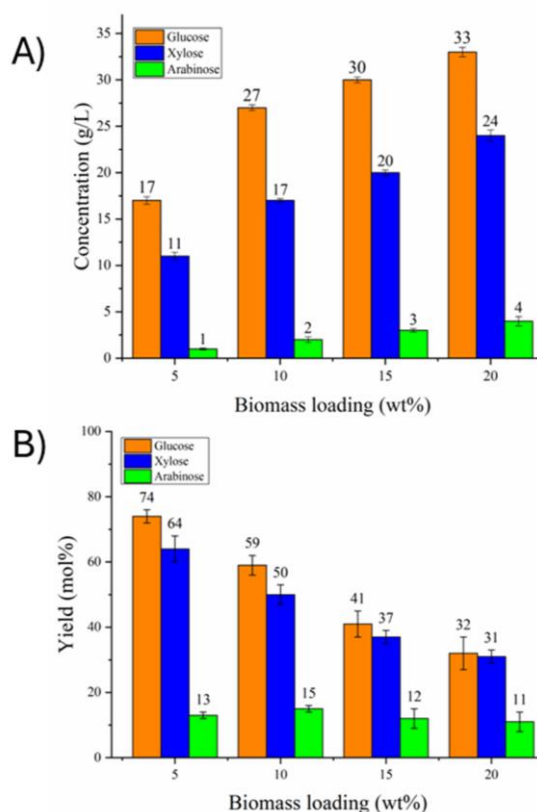 A)
Glucose
Xylose
Arabinose
Concentration (g/L)
35
30
25
20
15
10
5
0
17 11 1
27 17 2
30 20 3
33 24 4
5 10 15 20
Biomass loading (wt%)
B)
Glucose
Xylose
Arabinose
Yield (mol%)
100
80
60
40
20
0
74 64 13
59 50 15
41 37 12
32 31 11
5 10 15 20
Biomass loading (wt%)